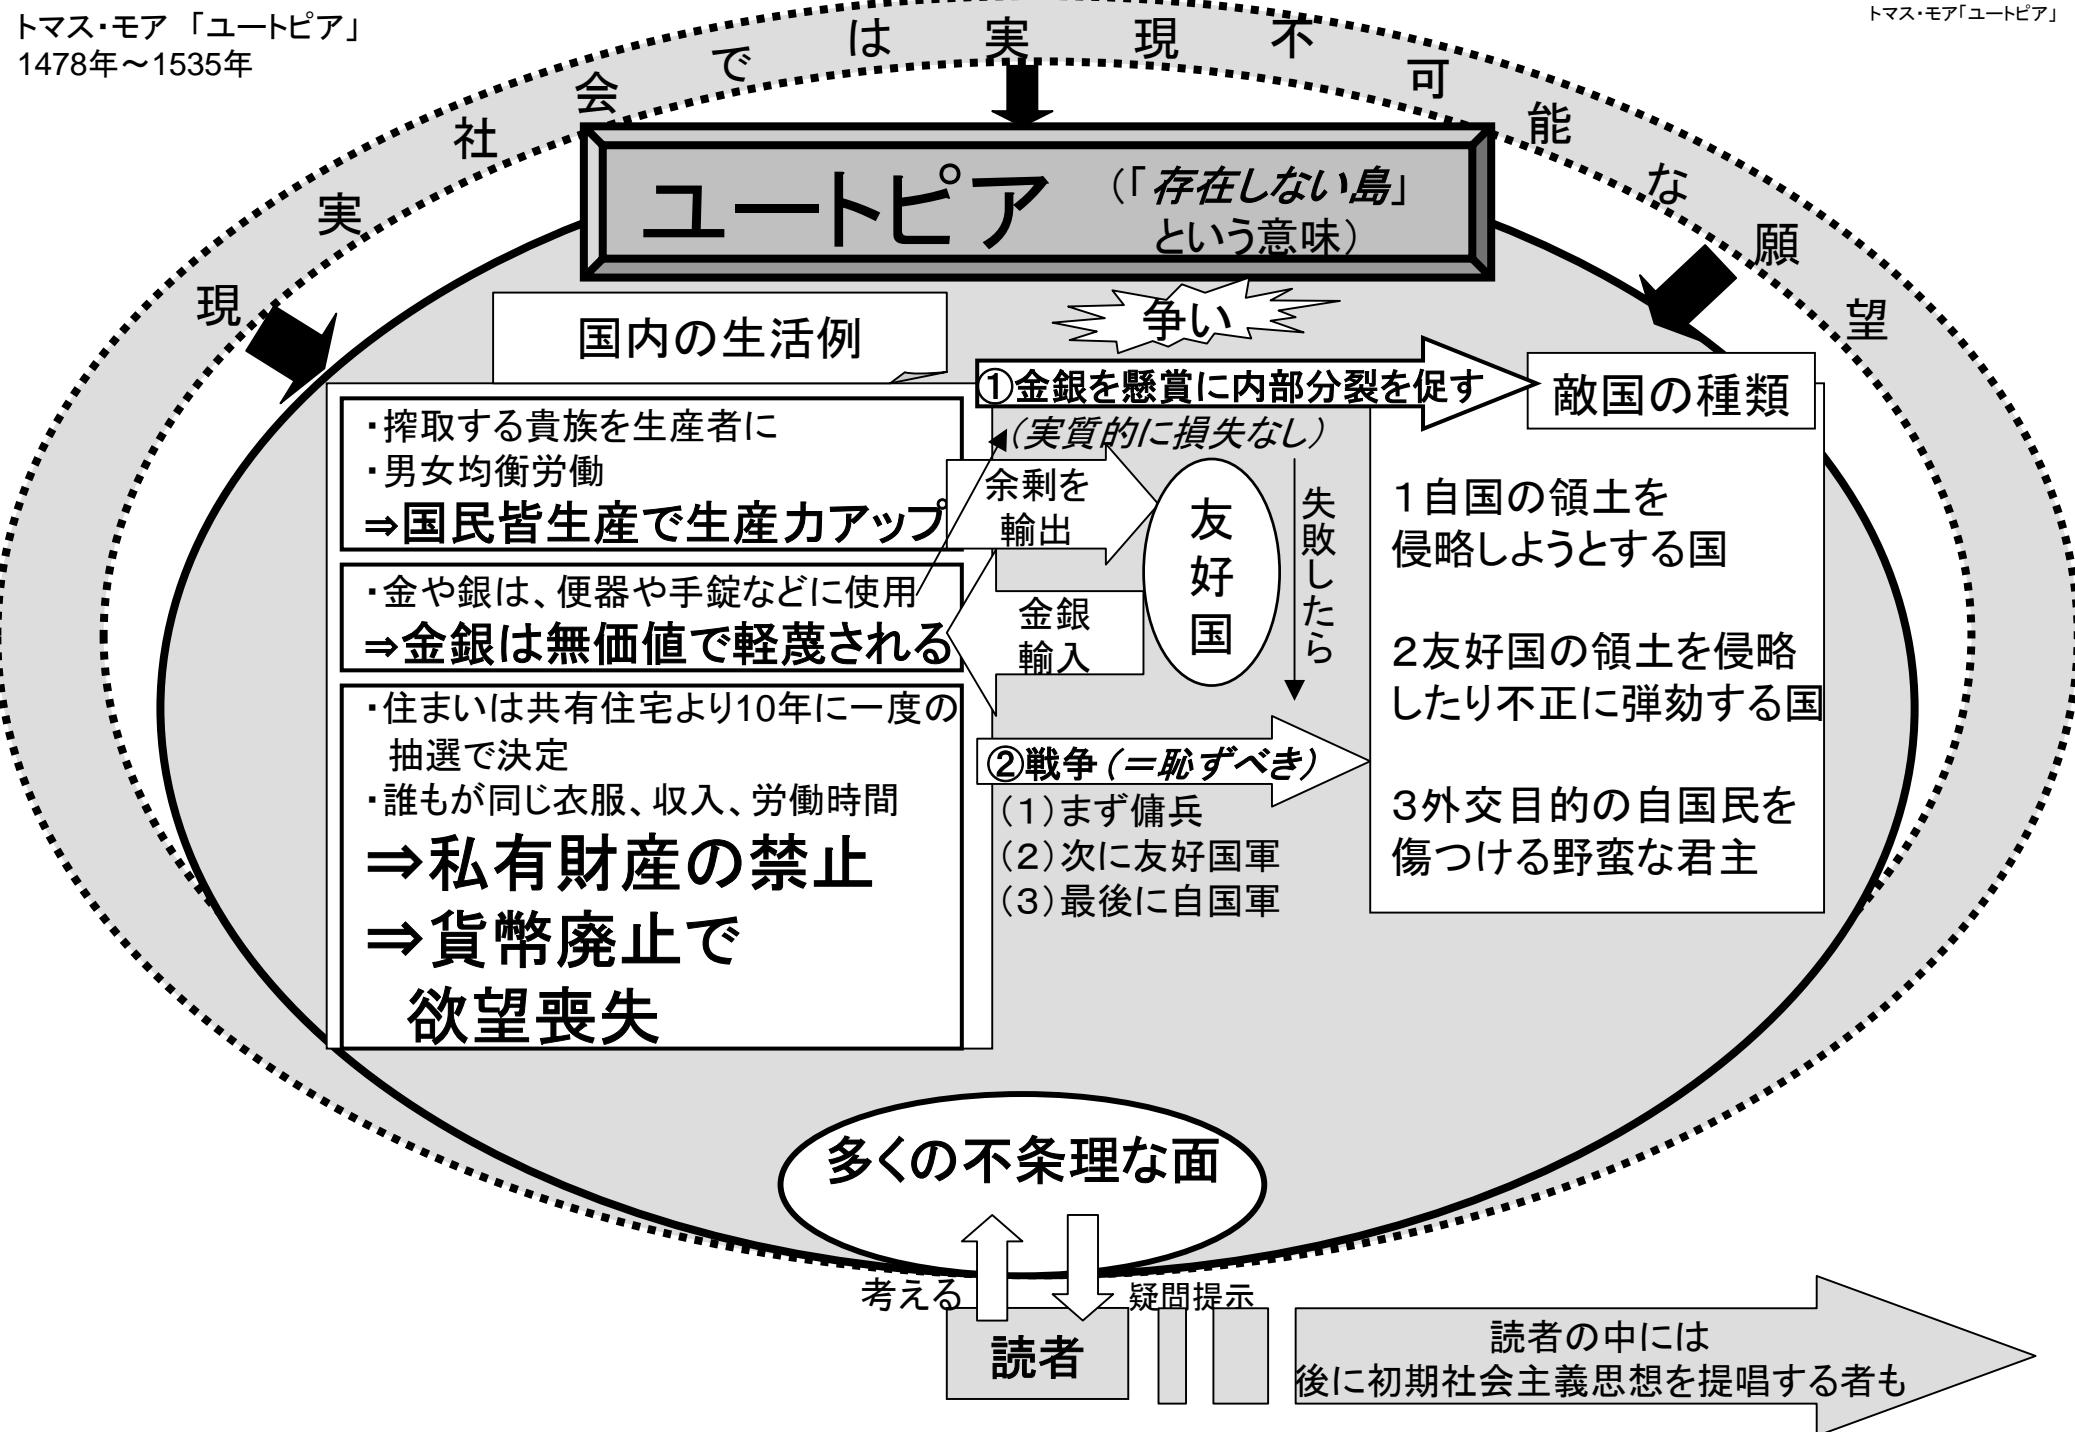 トマス・モア 「ユートピア」
1478年～1535年
トマス・モア「ユートピア」
現実社会では実現不可能な願望
ユートピア
(「存在しない島」
という意味)
国内の生活例
争い
・搾取する貴族を生産者に
・男女均衡労働
⇒国民皆生産で生産力アップ
・金や銀は、便器や手錠などに使用
⇒金銀は無価値で軽蔑される
・住まいは共有住宅より10年に一度の
抽選で決定
・誰もが同じ衣服、収入、労働時間
⇒私有財産の禁止
⇒貨幣廃止で
欲望喪失
①金銀を懸賞に内部分裂を促す
(実質的に損失なし)
余剰を
輸出
金銀
輸入
友好国
失敗したら
②戦争(＝恥ずべき)
(1)まず傭兵
(2)次に友好国軍
(3)最後に自国軍
敵国の種類
1自国の領土を
侵略しようとする国
2友好国の領土を侵略
したり不正に弾劾する国
3外交目的の自国民を
傷つける野蛮な君主
多くの不条理な面
考える
疑問提示
読者
読者の中には
後に初期社会主義思想を提唱する者も